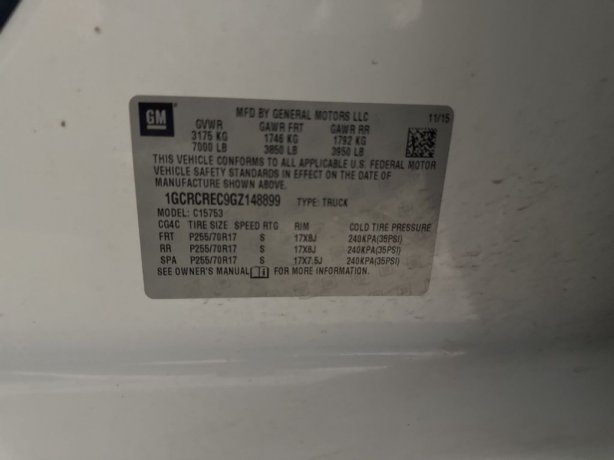 GM
MFD BY GENERAL MOTORS LLC 11/15
GVWR GAWR FRT GAWR RR
3175 KG 1746 KG 1792 KG
7000 LB 3850 LB 3950 LB
THIS VEHICLE CONFORMS TO ALL APPLICABLE U.S. FEDERAL MOTOR
VEHICLE SAFETY STANDARDS IN EFFECT ON THE DATE OF
MANUFACTURE SHOWN ABOVE.
1GCRCREC9GZ148899 TYPE: TRUCK
MODEL: C15753
CG4C TIRE SIZE SPEED RTG RIM COLD TIRE PRESSURE
FRT P255/70R17 S 17X8J 240KPA(35PSI)
RR P255/70R17 S 17X8J 240KPA(35PSI)
SPA P255/70R17 S 17X7.5J 240KPA(35PSI)
SEE OWNER'S MANUAL FOR MORE INFORMATION.